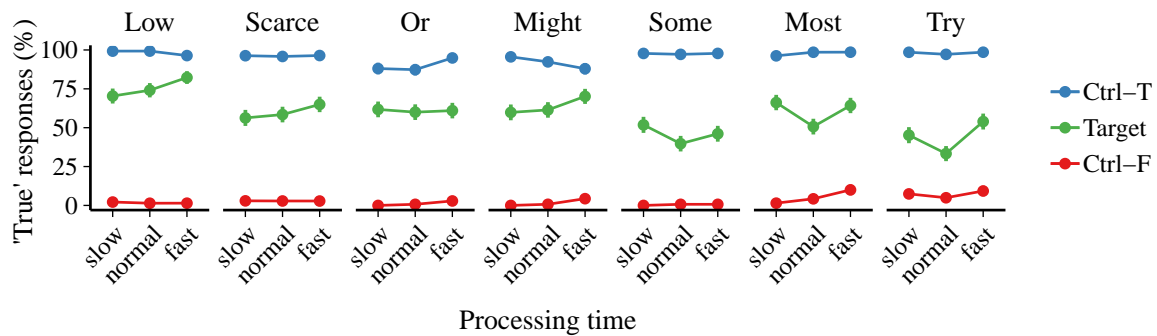 Low Scarce Or Might Some Most Try
'True' responses (%)
100
75
50
25
0
slow normal fast slow normal fast slow normal fast slow normal fast slow normal fast slow normal fast slow normal fast
Processing time
Ctrl–T
Target
Ctrl–F